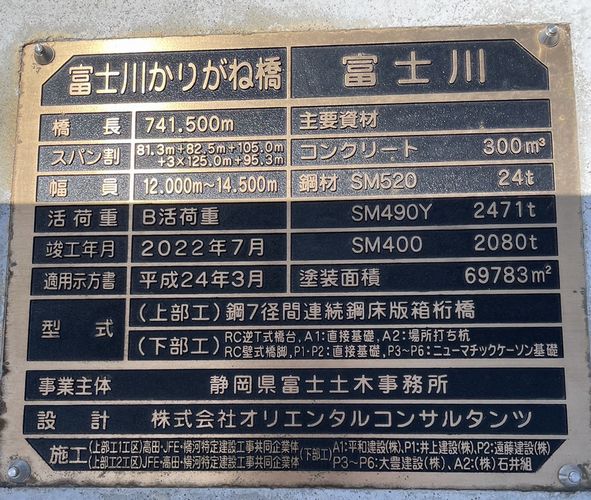 富士川かりがね橋 富士川
橋長 741.500m 主要資材
スパン割 81.3m+82.5m+105.0m
+3×125.0m+95.3m コンクリート 300m³
幅員 12.000m~14.500m 鋼材 SM520 24t
活荷重 B活荷重 SM490Y 2471t
竣工年月 2022年7月 SM400 2080t
適用示方書 平成24年3月 塗装面積 69783m²
型式 (上部工)鋼7径間連続鋼床版箱桁橋
(下部工) RC逆T式橋台, A1:直接基礎, A2:場所打ち杭
RC壁式橋脚, P1・P2:直接基礎, P3~P6:ニューマチックケーソン基礎
事業主体 静岡県富士土木事務所
設計 株式会社オリエンタルコンサルタンツ
施工 (上部工1工区)高田・JFE・横河特定建設工事共同企業体 (下部工) A1:平和建設(株), P1:井上建設(株), P2:遠藤建設(株)
(上部工2工区)JFE・高田・横河特定建設工事共同企業体 P3~P6:大豊建設(株), A2:(株)石井組